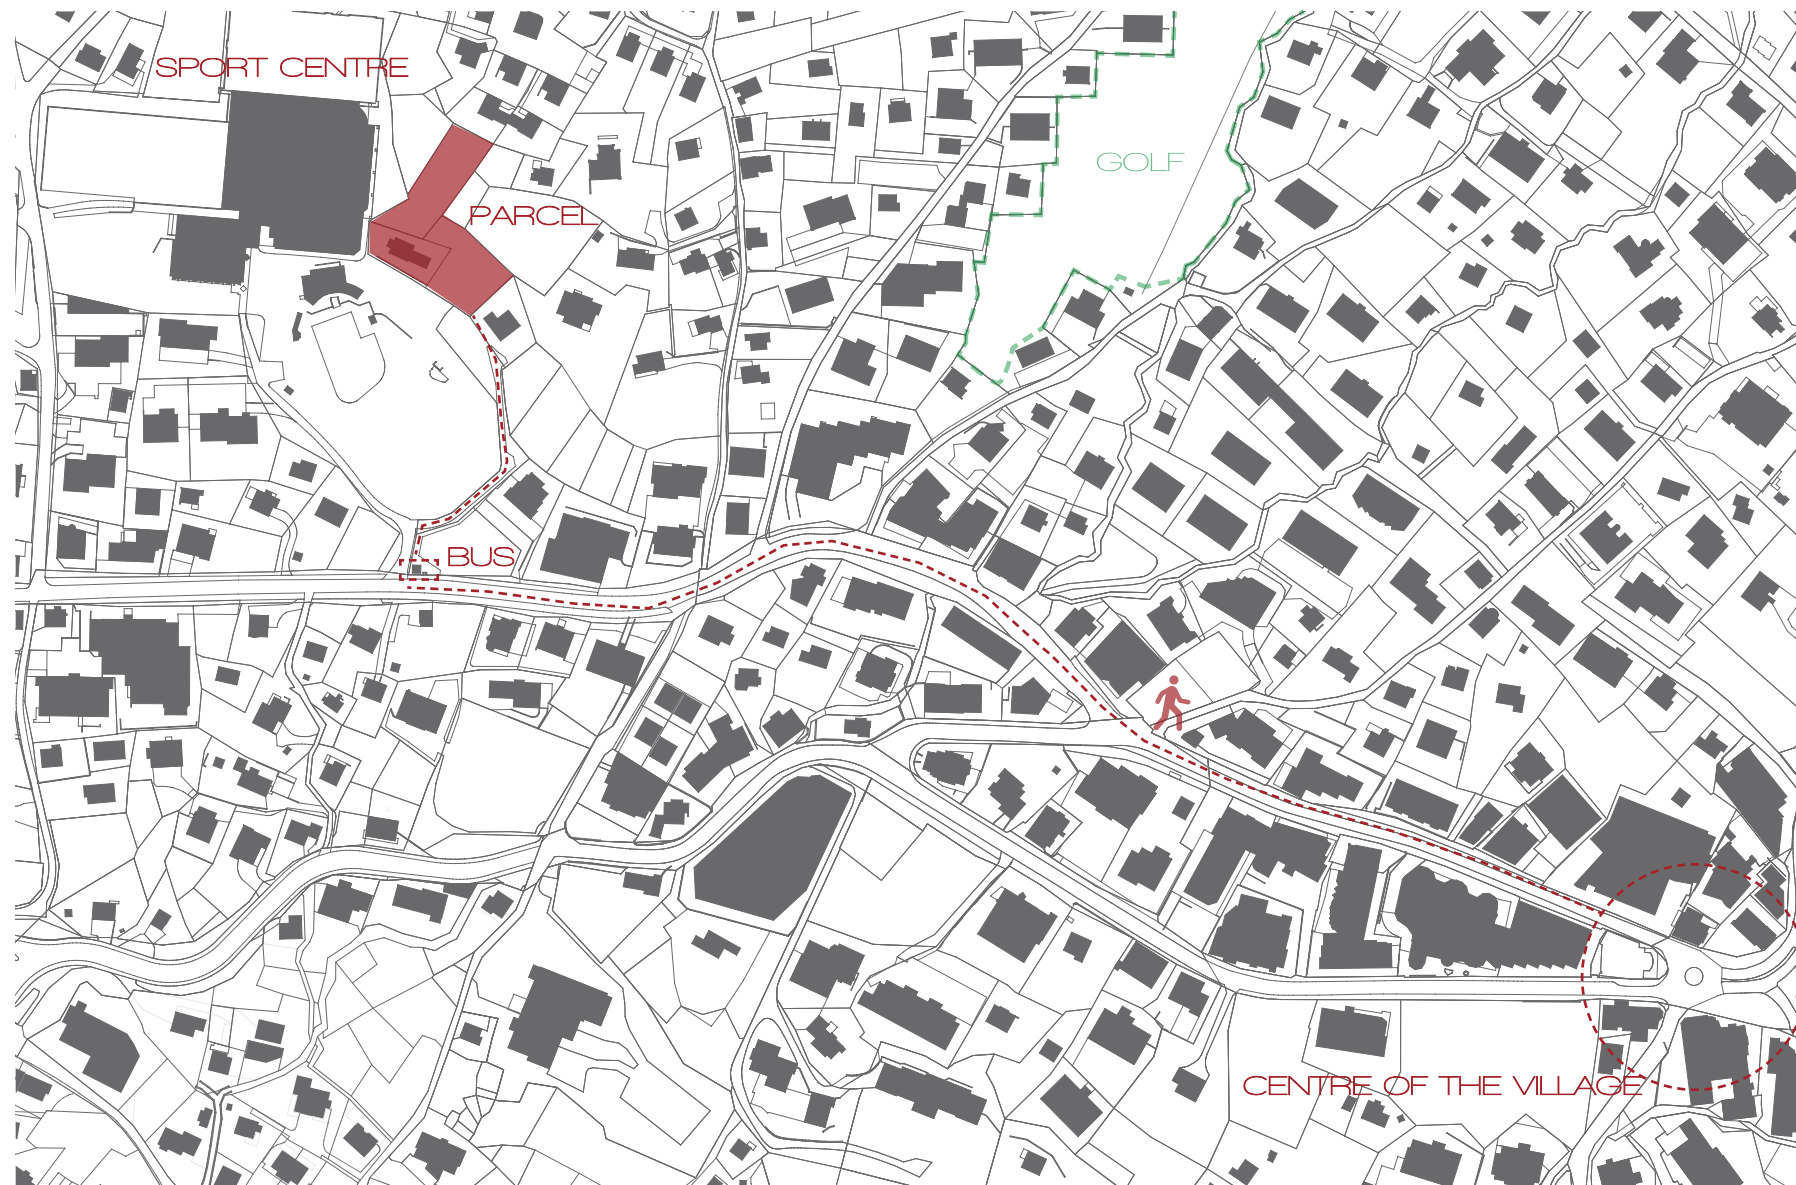 SPORT CENTRE
GOLF
PARCEL
BUS
CENTRE OF THE VILLAGE